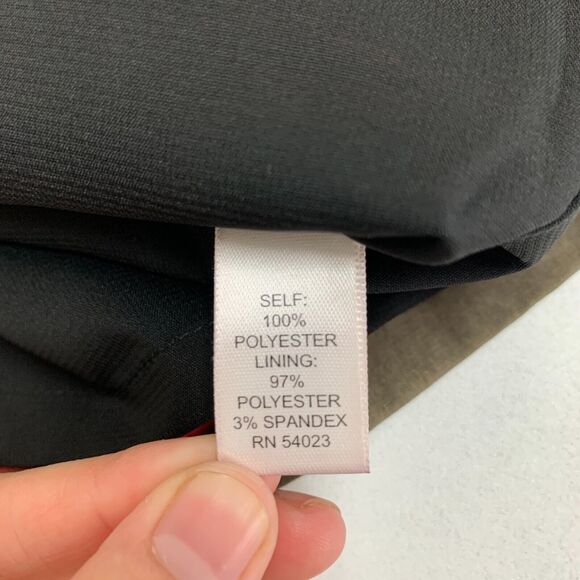 SELF:
100%
POLYESTER
LINING:
97%
POLYESTER
3% SPANDEX
RN 54023